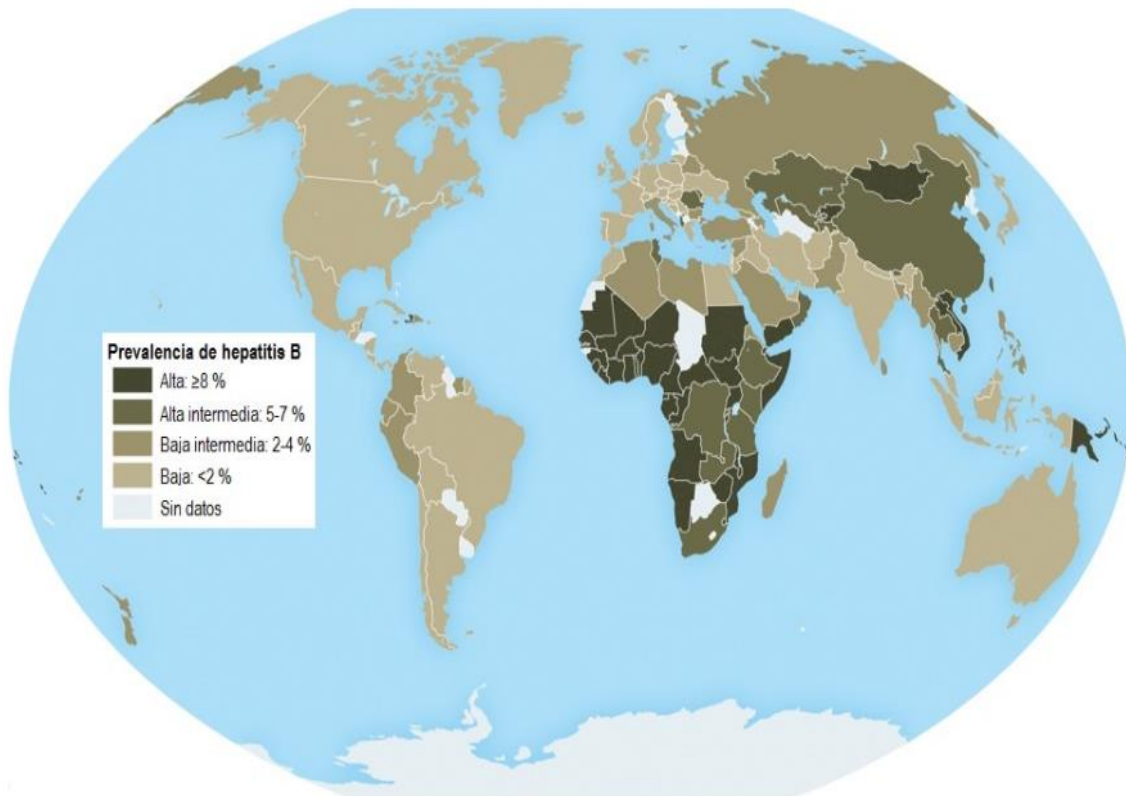 Prevalencia de hepatitis B
Alta: ≥8 %
Alta intermedia: 5-7 %
Baja intermedia: 2-4 %
Baja: <2 %
Sin datos